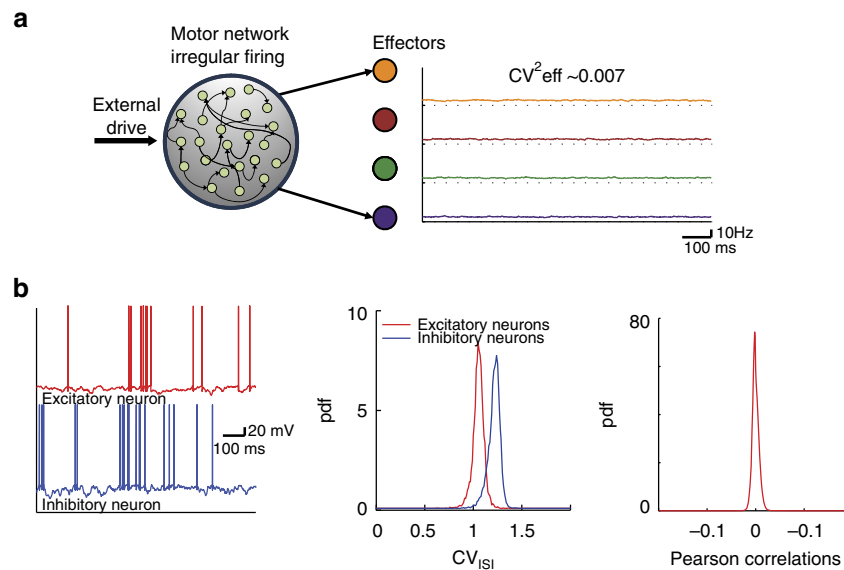 a
Motor network
irregular firing
External
drive
Effectors
CV²eff ~0.007
10Hz
100 ms
b
Excitatory neuron
20 mV
100 ms
Inhibitory neuron
10
5
0
pdf
Excitatory neurons
Inhibitory neurons
0
0.5
1
1.5
CV_ISI
80
0
pdf
−0.1
0
−0.1
Pearson correlations